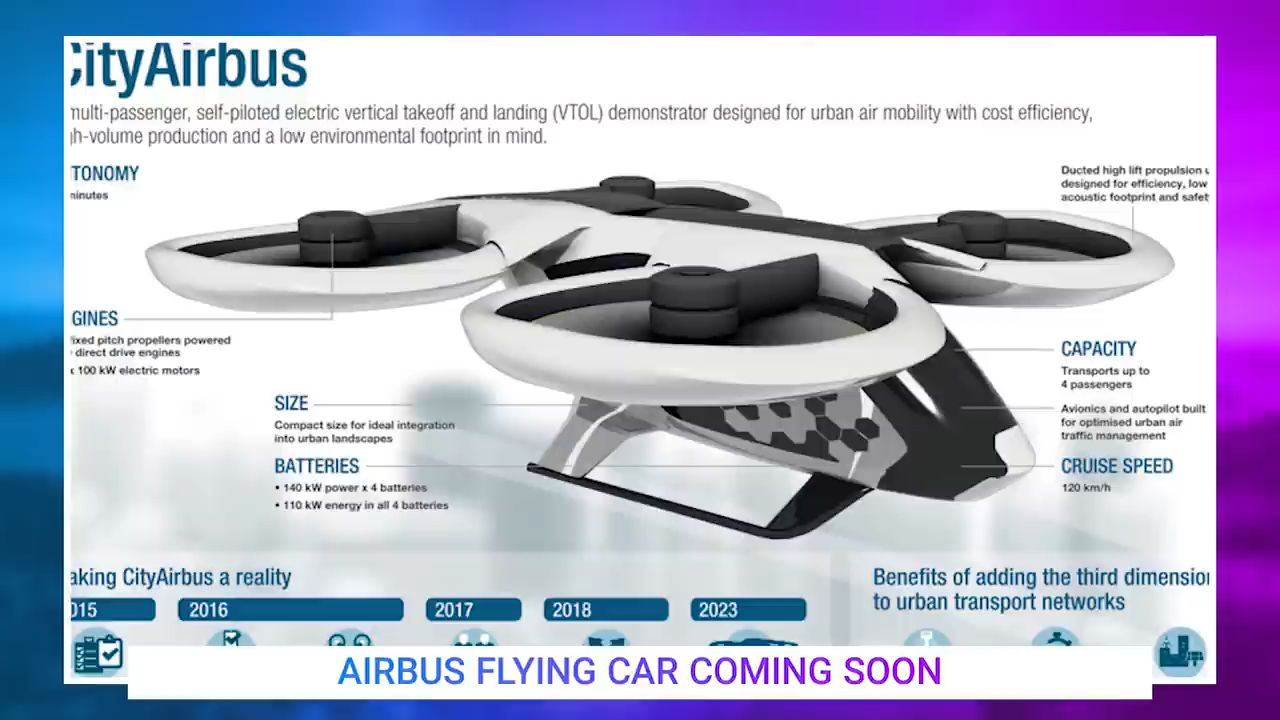 CityAirbus
multi-passenger, self-piloted electric vertical takeoff and landing (VTOL) demonstrator designed for urban air mobility with cost efficiency,
gh-volume production and a low environmental footprint in mind.
TONOMY
minutes
Ducted high lift propulsion u
designed for efficiency, low
acoustic footprint and safet
GINES
fixed pitch propellers powered
direct drive engines
x 100 kW electric motors
CAPACITY
Transports up to
4 passengers
SIZE
Compact size for ideal integration
into urban landscapes
Avionics and autopilot built
for optimised urban air
traffic management
BATTERIES
• 140 kW power x 4 batteries
• 110 kW energy in all 4 batteries
CRUISE SPEED
120 km/h
aking CityAirbus a reality
Benefits of adding the third dimension
to urban transport networks
015 2016 2017 2018 2023
AIRBUS FLYING CAR COMING SOON